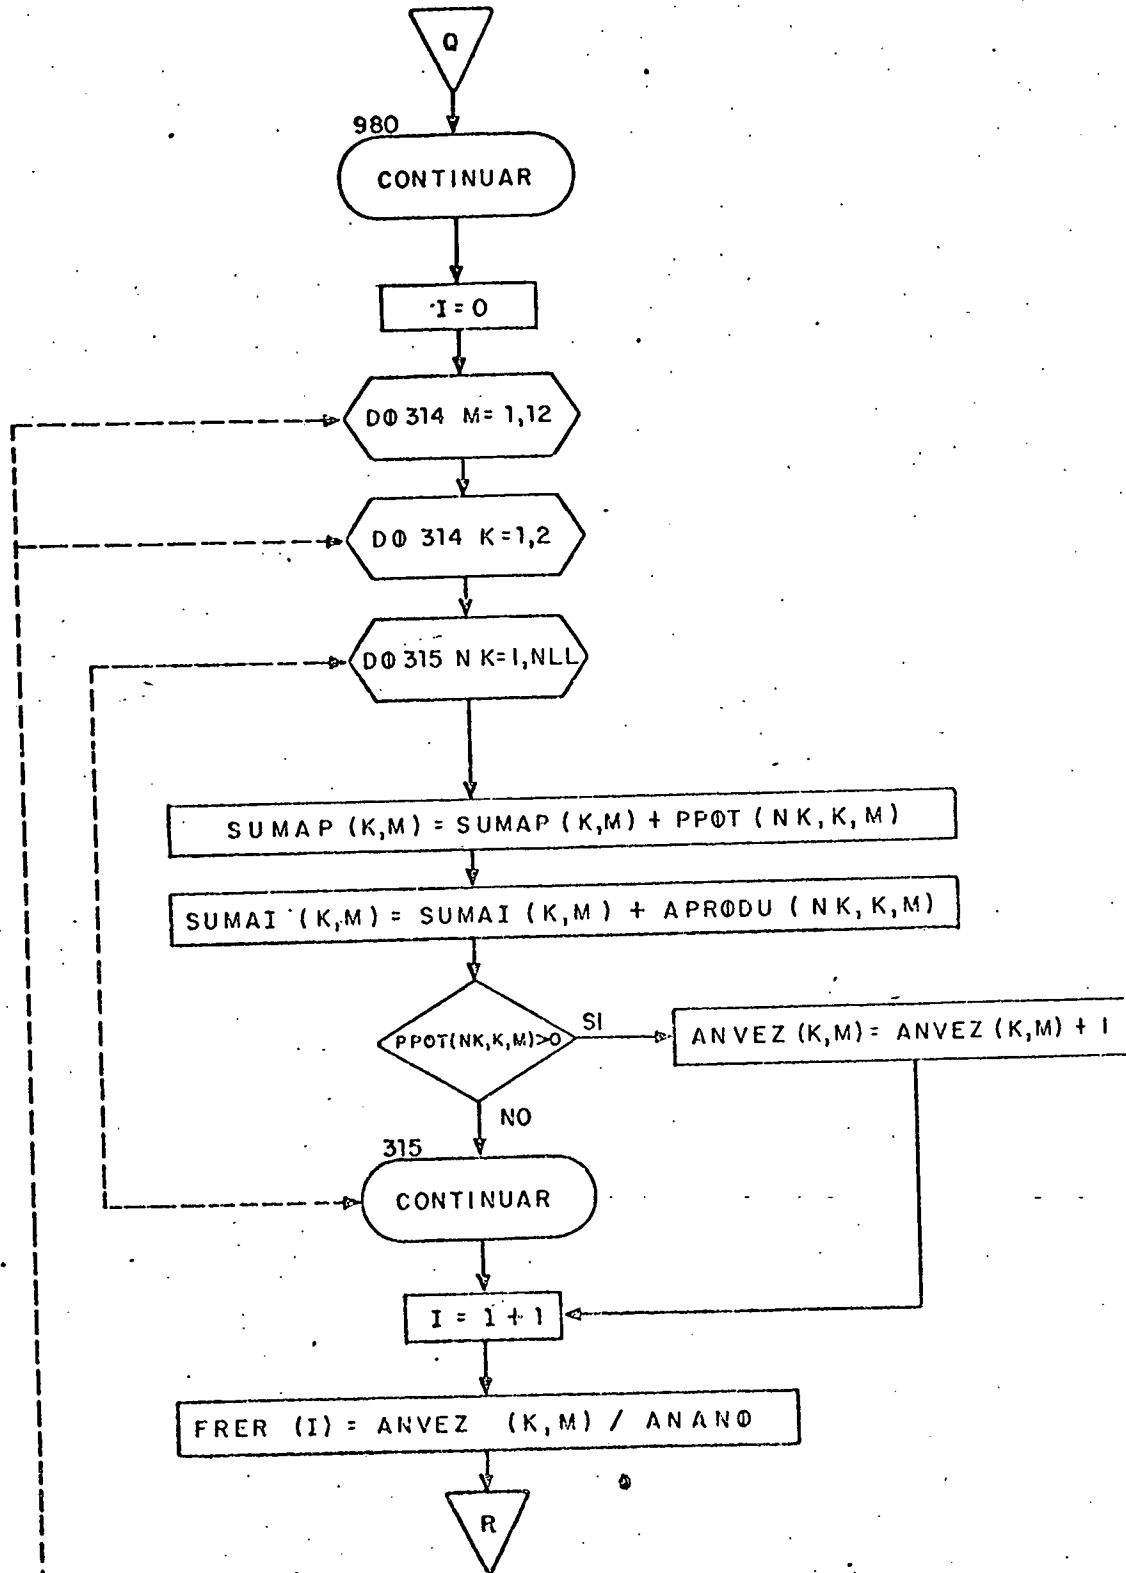 Q
980
CONTINUAR
I = 0
DO 314 M= 1,12
DO 314 K=1,2
DO 315 NK=1,NLL
SUMAP (K,M) = SUMAP (K,M) + PPOT (NK,K,M)
SUMAI (K,M) = SUMAI (K,M) + APRODU (NK,K,M)
PPOT(NK,K,M)>0
SI
ANVEZ (K,M) = ANVEZ (K,M) + 1
NO
315
CONTINUAR
I = 1 + 1
FRER (I) = ANVEZ (K,M) / ANANO
R